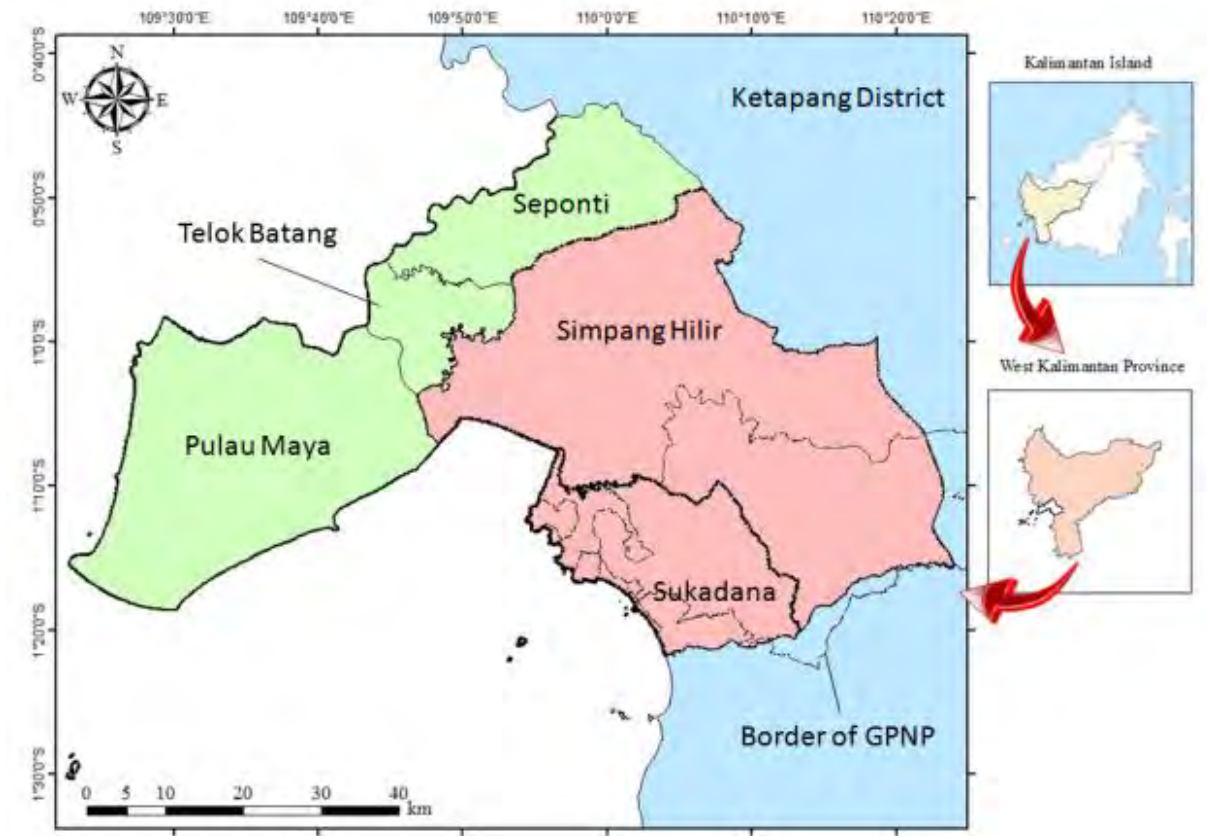 109°30'0"E 109°40'0"E 109°50'0"E 110°0'0"E 110°10'0"E 110°20'0"E
0°40'0"S
0°50'0"S
1°0'0"S
1°10'0"S
1°20'0"S
1°30'0"S
N
W E
S
Ketapang District
Seponti
Telok Batang
Simpang Hilir
Pulau Maya
Sukadana
Border of GPNP
0 5 10 20 30 40
km
Kalimantan Island
West Kalimantan Province